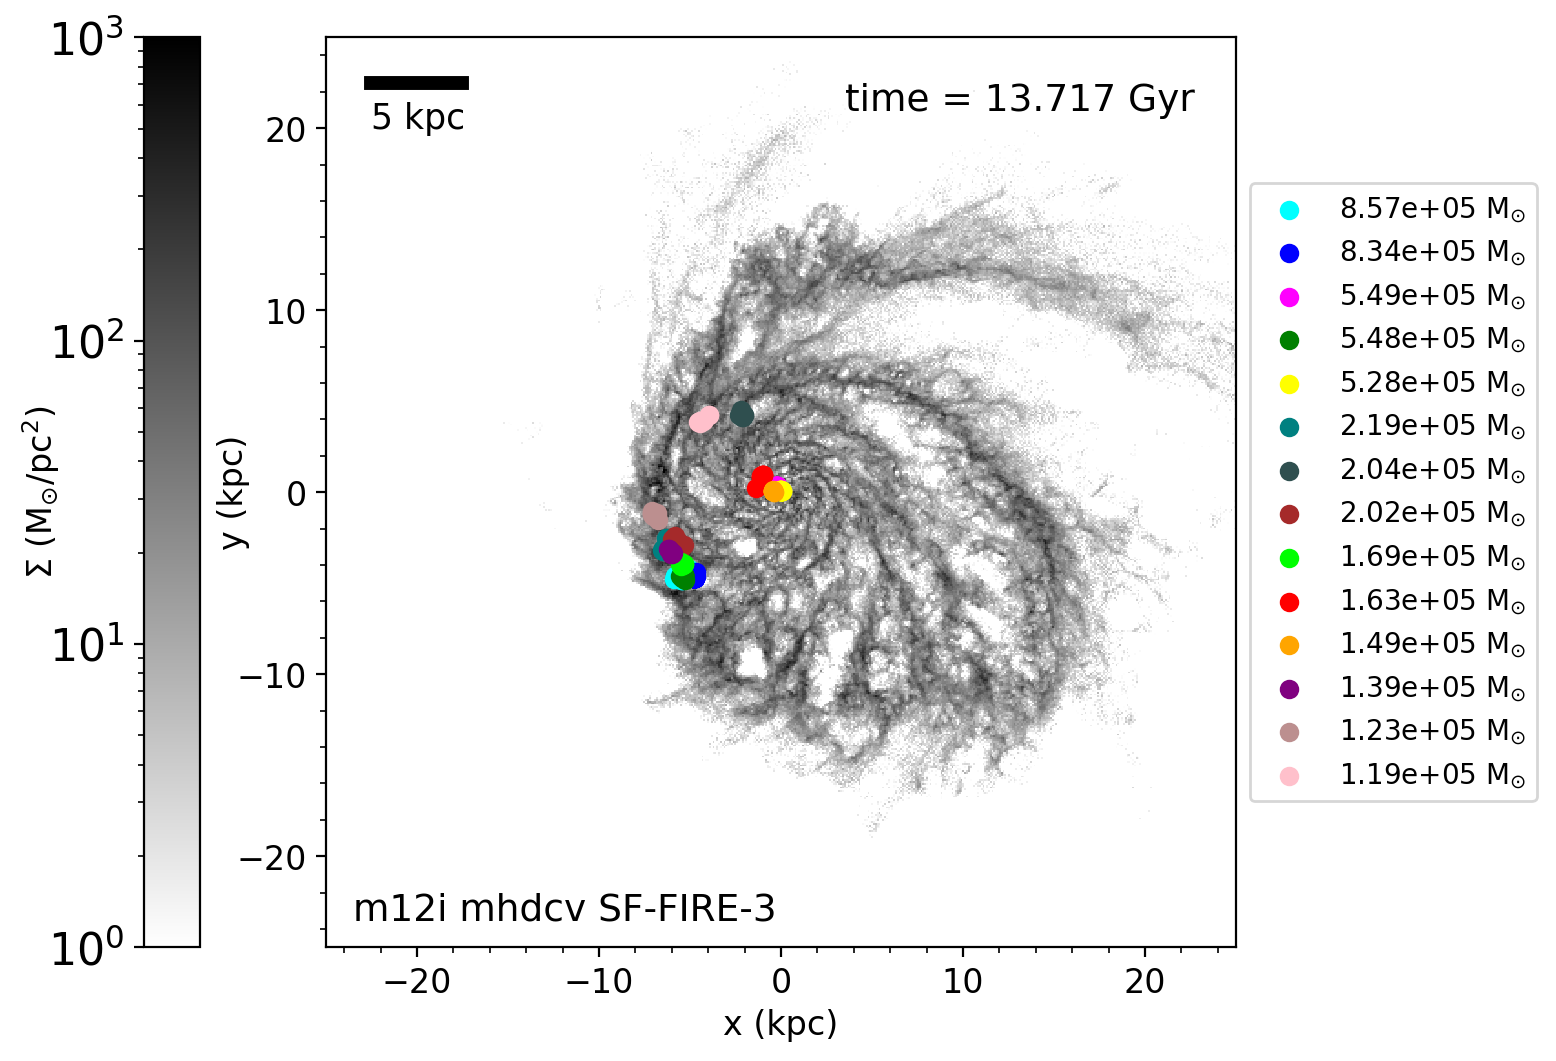 10³
10²
10¹
10⁰
Σ (M⊙/pc²)
5 kpc
time = 13.717 Gyr
m12i mhdcv SF-FIRE-3
20
10
0
−10
−20
y (kpc)
−20 −10 0 10 20
x (kpc)
8.57e+05 M⊙
8.34e+05 M⊙
5.49e+05 M⊙
5.48e+05 M⊙
5.28e+05 M⊙
2.19e+05 M⊙
2.04e+05 M⊙
2.02e+05 M⊙
1.69e+05 M⊙
1.63e+05 M⊙
1.49e+05 M⊙
1.39e+05 M⊙
1.23e+05 M⊙
1.19e+05 M⊙